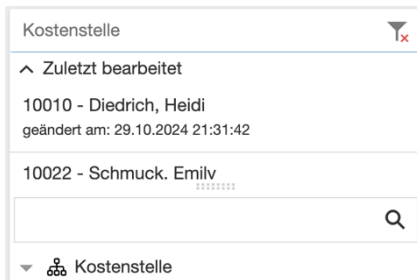 Kostenstelle
Zuletzt bearbeitet
10010 - Diedrich, Heidi
geändert am: 29.10.2024 21:31:42
10022 - Schmuck. Emily
Kostenstelle